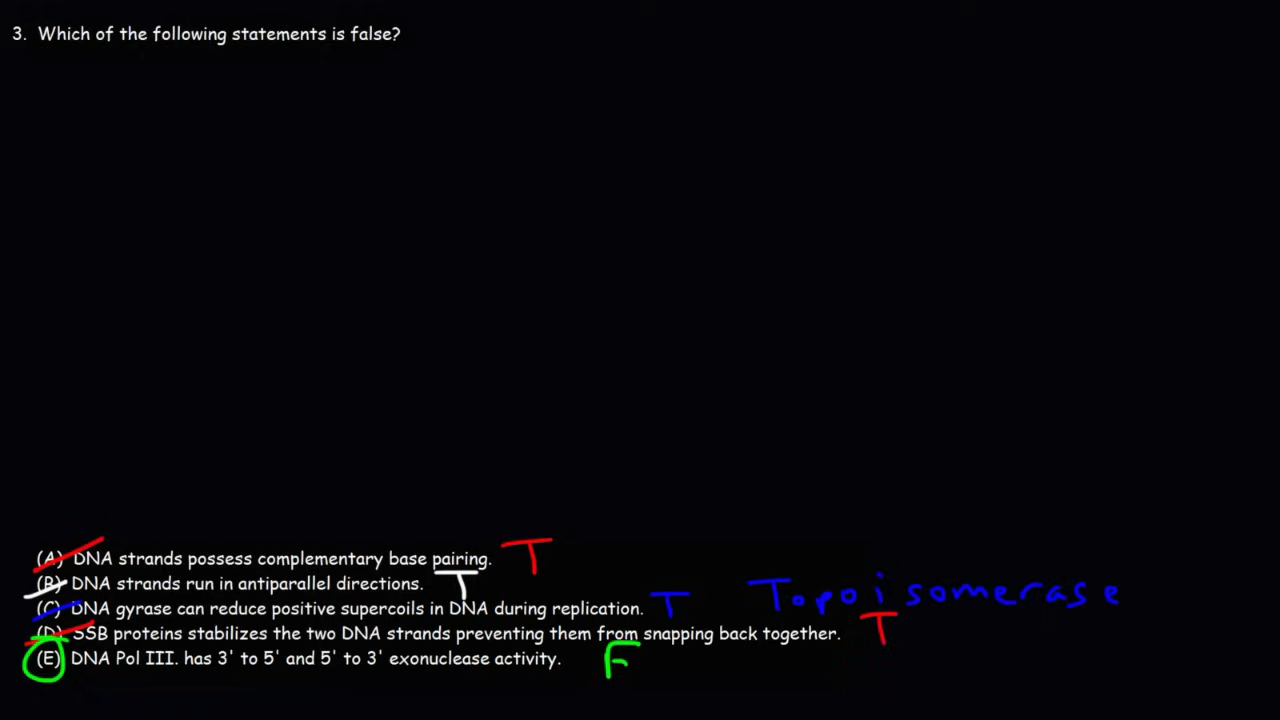 3. Which of the following statements is false?
(A) DNA strands possess complementary base pairing. T
(B) DNA strands run in antiparallel directions. T
(C) DNA gyrase can reduce positive supercoils in DNA during replication. T Topoisomerase
(D) SSB proteins stabilizes the two DNA strands preventing them from snapping back together. T
(E) DNA Pol III. has 3' to 5' and 5' to 3' exonuclease activity. F